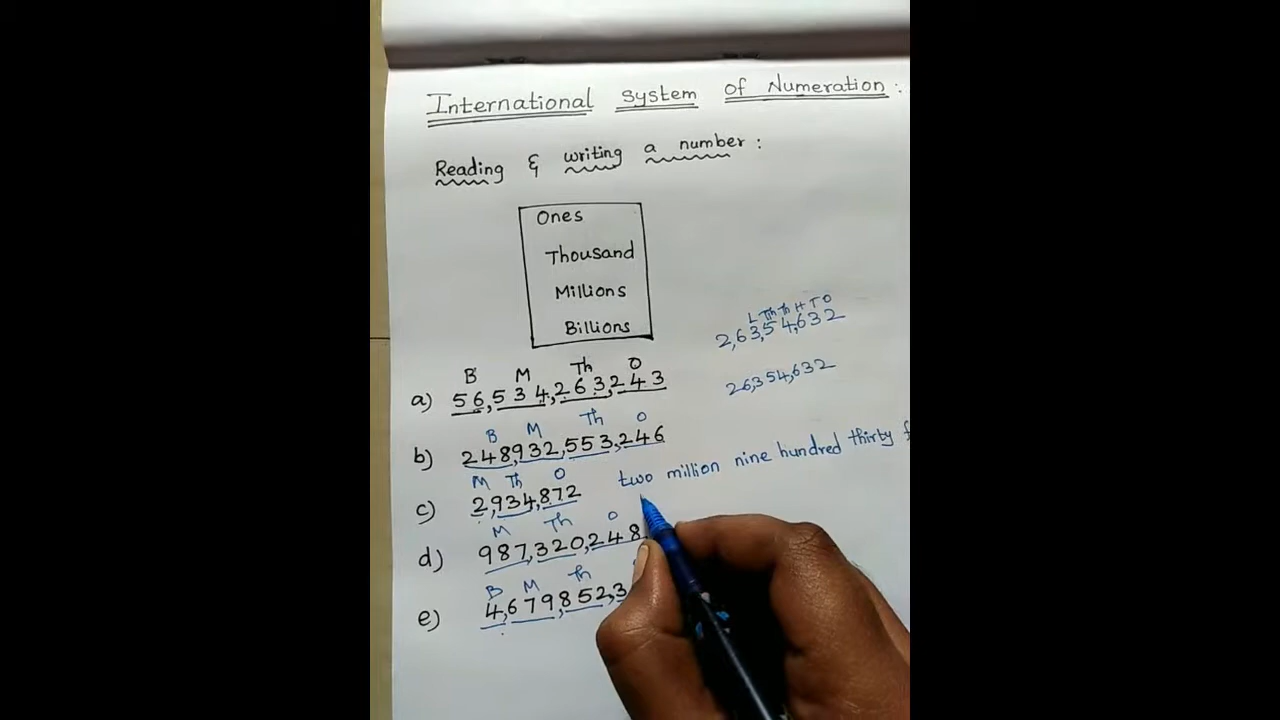 International system of Numeration :
Reading & writing a number :
Ones
Thousand
Millions
Billions
L TTh Th H T O
2,63,54,632
26,354,632
B M Th O
a) 56,534,263,243
B M Th O
b) 248,932,553,246
M Th O
c) 2,934,872 two million nine hundred thirty
M Th O
d) 987,320,248
B M Th
e) 4,679,852,3